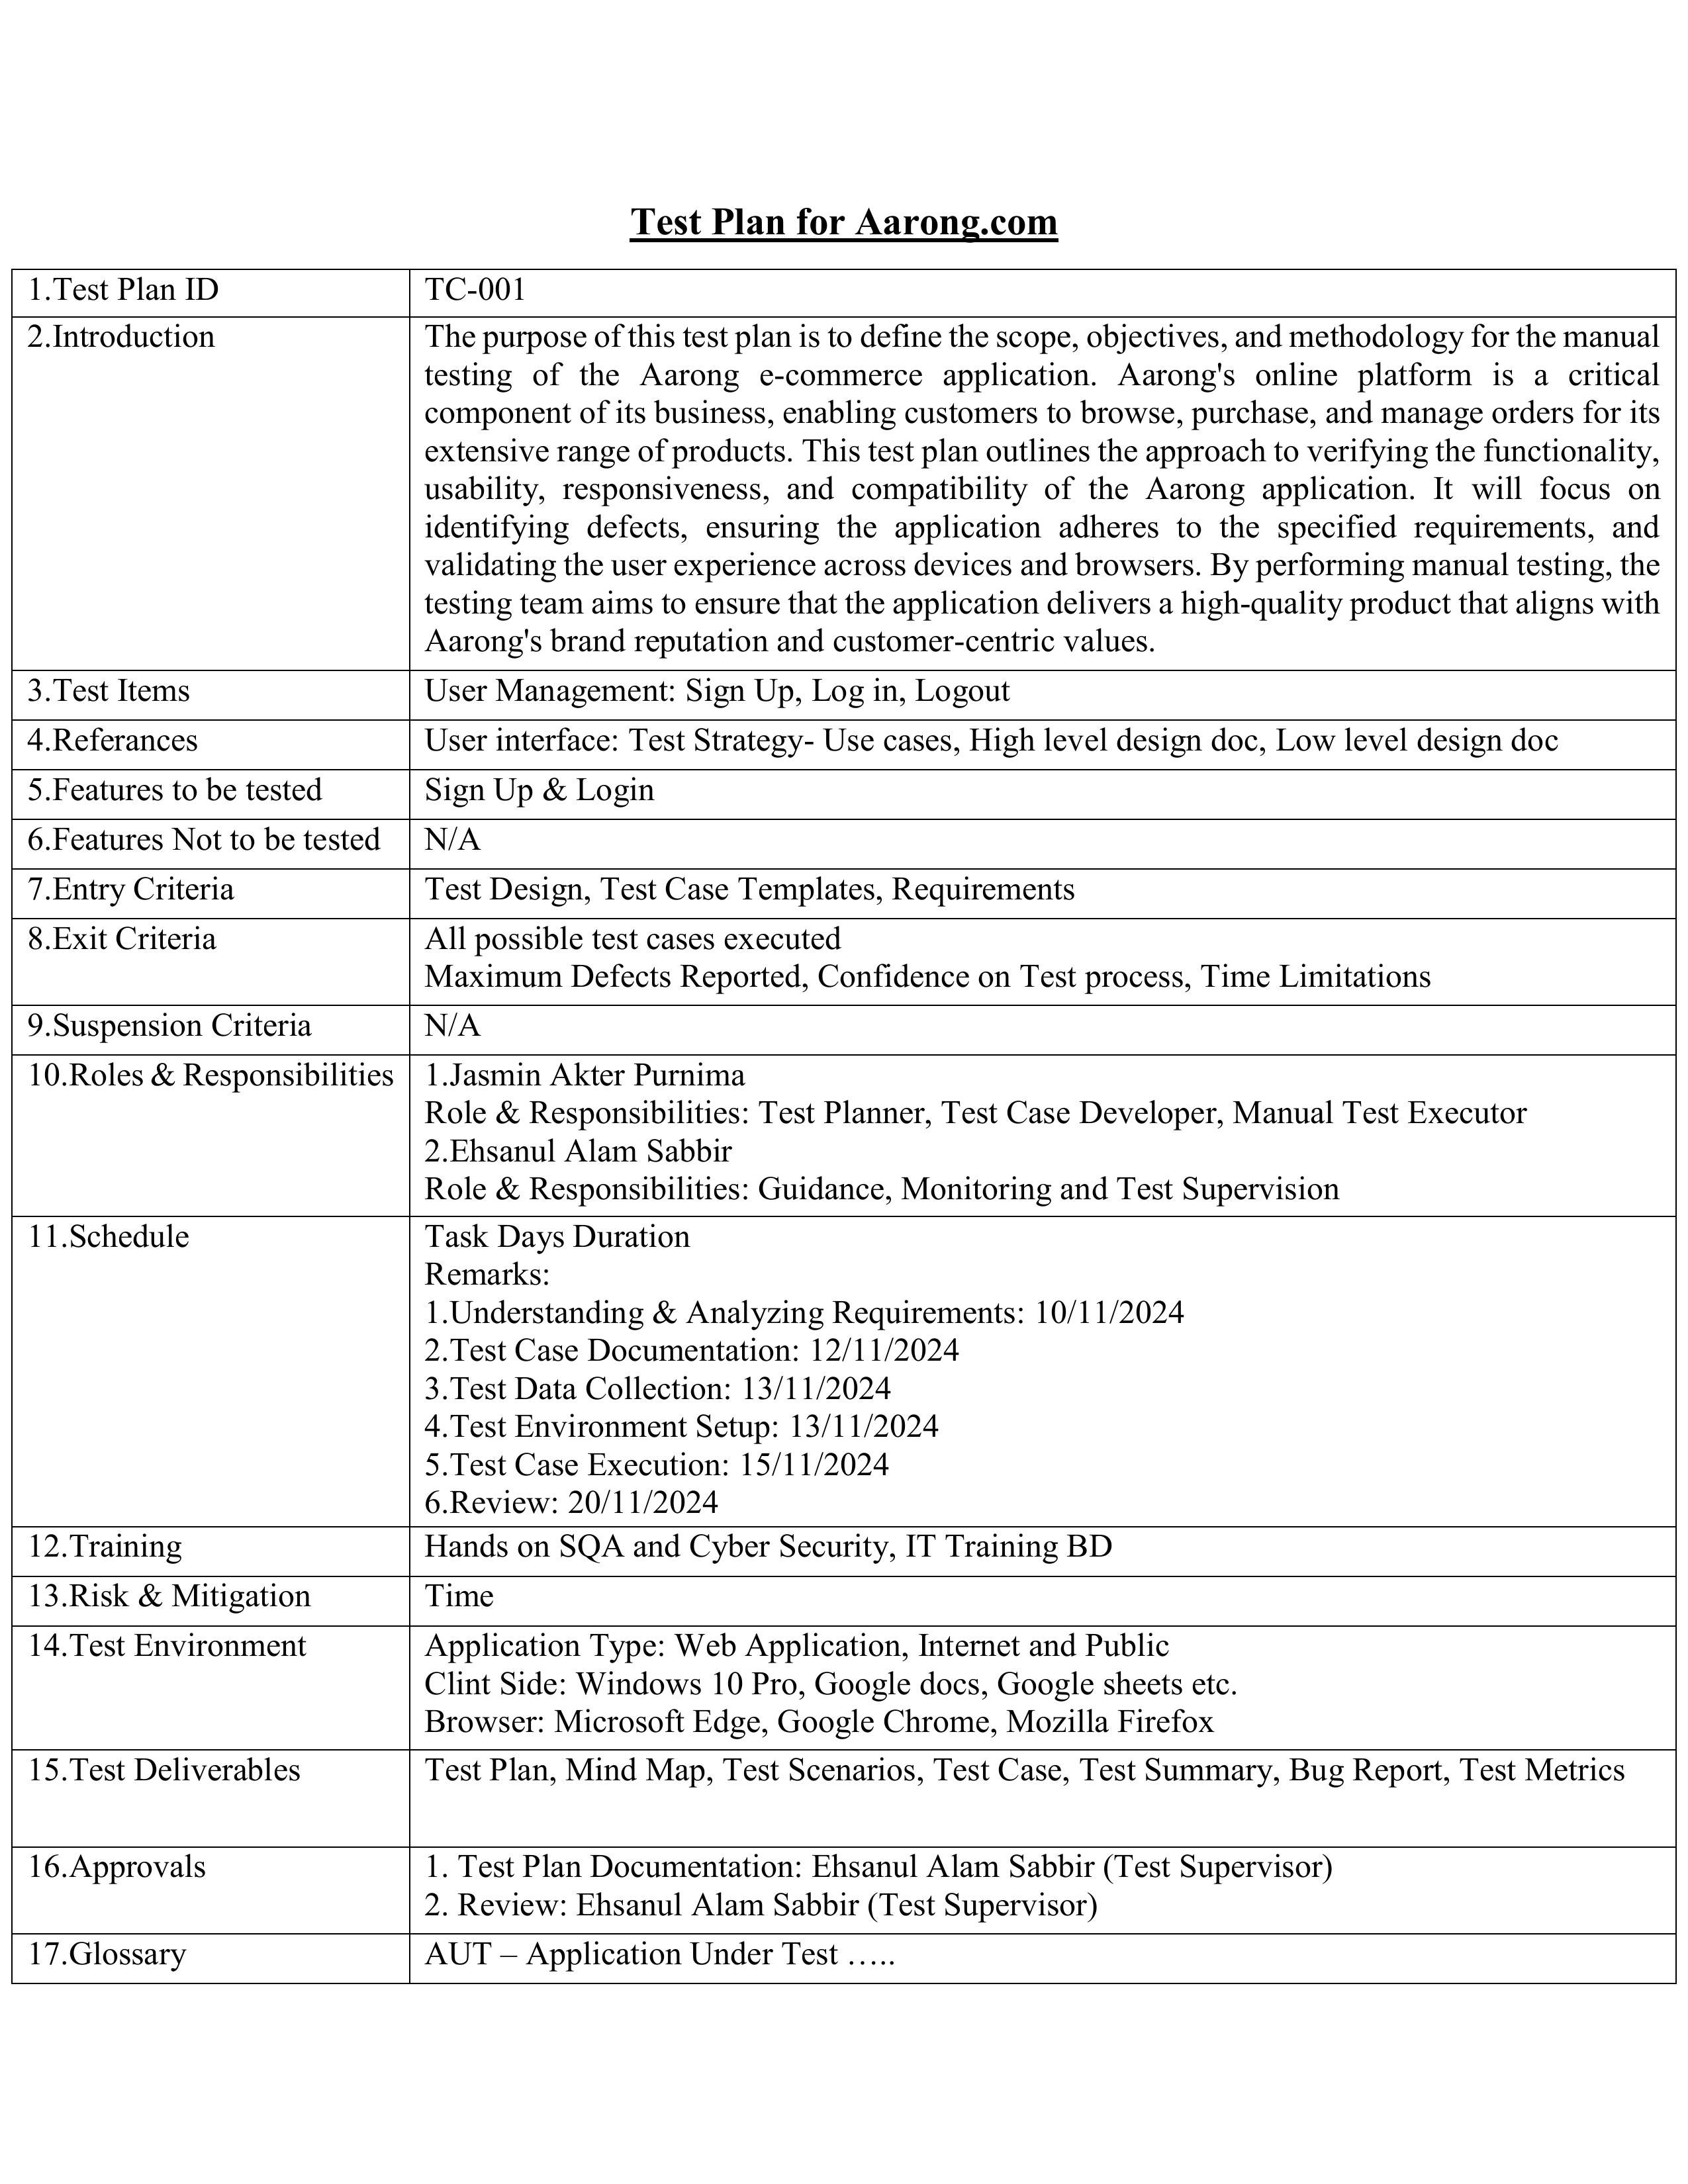 Test Plan for Aarong.com
1.Test Plan ID
TC-001
2.Introduction
The purpose of this test plan is to define the scope, objectives, and methodology for the manual
testing of the Aarong e-commerce application. Aarong's online platform is a critical
component of its business, enabling customers to browse, purchase, and manage orders for its
extensive range of products. This test plan outlines the approach to verifying the functionality,
usability, responsiveness, and compatibility of the Aarong application. It will focus on
identifying defects, ensuring the application adheres to the specified requirements, and
validating the user experience across devices and browsers. By performing manual testing, the
testing team aims to ensure that the application delivers a high-quality product that aligns with
Aarong's brand reputation and customer-centric values.
3.Test Items
User Management: Sign Up, Log in, Logout
4.Referances
User interface: Test Strategy- Use cases, High level design doc, Low level design doc
5.Features to be tested
Sign Up & Login
6.Features Not to be tested
N/A
7.Entry Criteria
Test Design, Test Case Templates, Requirements
8.Exit Criteria
All possible test cases executed
Maximum Defects Reported, Confidence on Test process, Time Limitations
9.Suspension Criteria
N/A
10.Roles & Responsibilities
1.Jasmin Akter Purnima
Role & Responsibilities: Test Planner, Test Case Developer, Manual Test Executor
2.Ehsanul Alam Sabbir
Role & Responsibilities: Guidance, Monitoring and Test Supervision
11.Schedule
Task Days Duration
Remarks:
1.Understanding & Analyzing Requirements: 10/11/2024
2.Test Case Documentation: 12/11/2024
3.Test Data Collection: 13/11/2024
4.Test Environment Setup: 13/11/2024
5.Test Case Execution: 15/11/2024
6.Review: 20/11/2024
12.Training
Hands on SQA and Cyber Security, IT Training BD
13.Risk & Mitigation
Time
14.Test Environment
Application Type: Web Application, Internet and Public
Clint Side: Windows 10 Pro, Google docs, Google sheets etc.
Browser: Microsoft Edge, Google Chrome, Mozilla Firefox
15.Test Deliverables
Test Plan, Mind Map, Test Scenarios, Test Case, Test Summary, Bug Report, Test Metrics
16.Approvals
1. Test Plan Documentation: Ehsanul Alam Sabbir (Test Supervisor)
2. Review: Ehsanul Alam Sabbir (Test Supervisor)
17.Glossary
AUT – Application Under Test …..